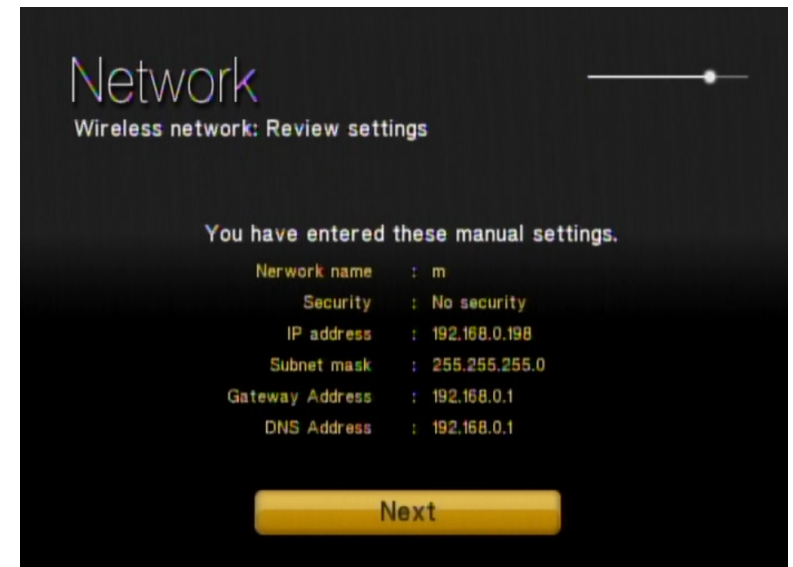 Network
Wireless network: Review settings
You have entered these manual settings.
Nerwork name : m
Security : No security
IP address : 192.168.0.198
Subnet mask : 255.255.255.0
Gateway Address : 192.168.0.1
DNS Address : 192.168.0.1
Next